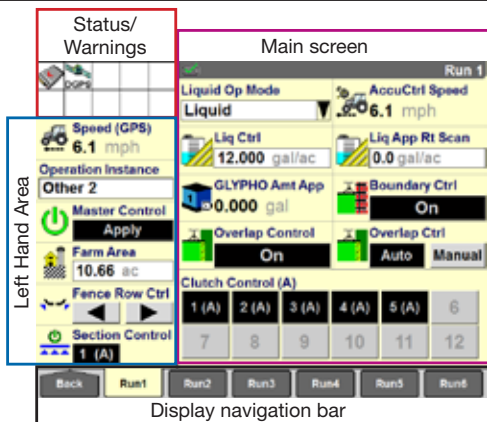 Status/
Warnings
Main screen
DGPS
Run 1
Left Hand Area
Speed (GPS)
6.1 mph
Operation Instance
Other 2
Master Control
Apply
Farm Area
10.66 ac
Fence Row Ctrl
Section Control
1 (A)
Liquid Op Mode
Liquid
AccuCtrl Speed
6.1 mph
Liq Ctrl
12.000 gal/ac
Liq App Rt Scan
0.0 gal/ac
GLYPHO Amt App
0.000 gal
Boundary Ctrl
On
Overlap Control
On
Overlap Ctrl
Auto Manual
Clutch Control (A)
1 (A) 2 (A) 3 (A) 4 (A) 5 (A) 6
7 8 9 10 11 12
Back Run1 Run2 Run3 Run4 Run5 Run6
Display navigation bar